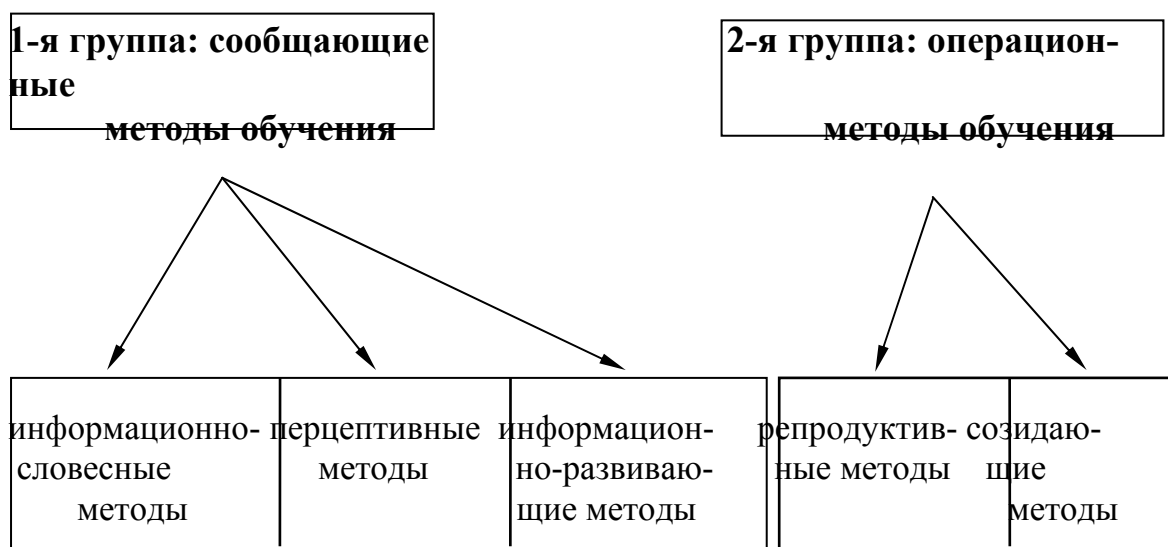 1-я группа: сообщающие
ные
методы обучения
2-я группа: операцион-
методы обучения
информационно-
словесные
методы
перцептивные
методы
информацион-
но-развиваю-
щие методы
репродуктив-
ные методы
созидаю-
щие
методы